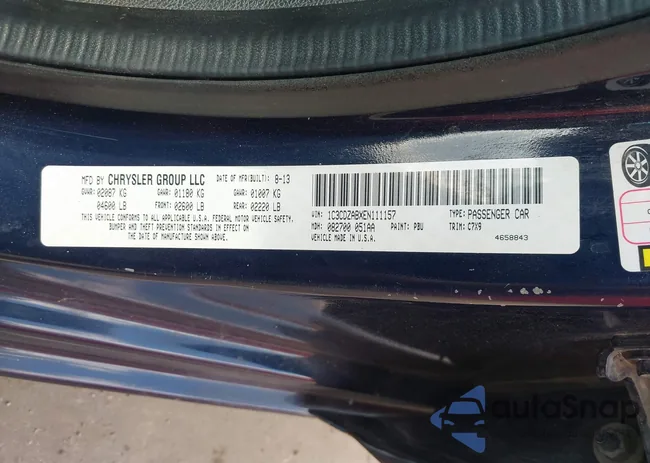 MFD BY CHRYSLER GROUP LLC DATE OF MFR(BUILT): 8-13
GVWR: 02087 KG GAWR: 01180 KG GAWR: 01007 KG
04600 LB FRONT: 02600 LB REAR: 02220 LB
THIS VEHICLE CONFORMS TO ALL APPLICABLE U.S.A. FEDERAL MOTOR VEHICLE SAFETY,
BUMPER AND THEFT PREVENTION STANDARDS IN EFFECT ON
THE DATE OF MANUFACTURE SHOWN ABOVE.
VIN: 1C3CDZABXEN111157 TYPE: PASSENGER CAR
MDH: 082700 051AA PAINT: PBU TRIM: C7X9
VEHICLE MADE IN U.S.A. 4658843
autoSnap